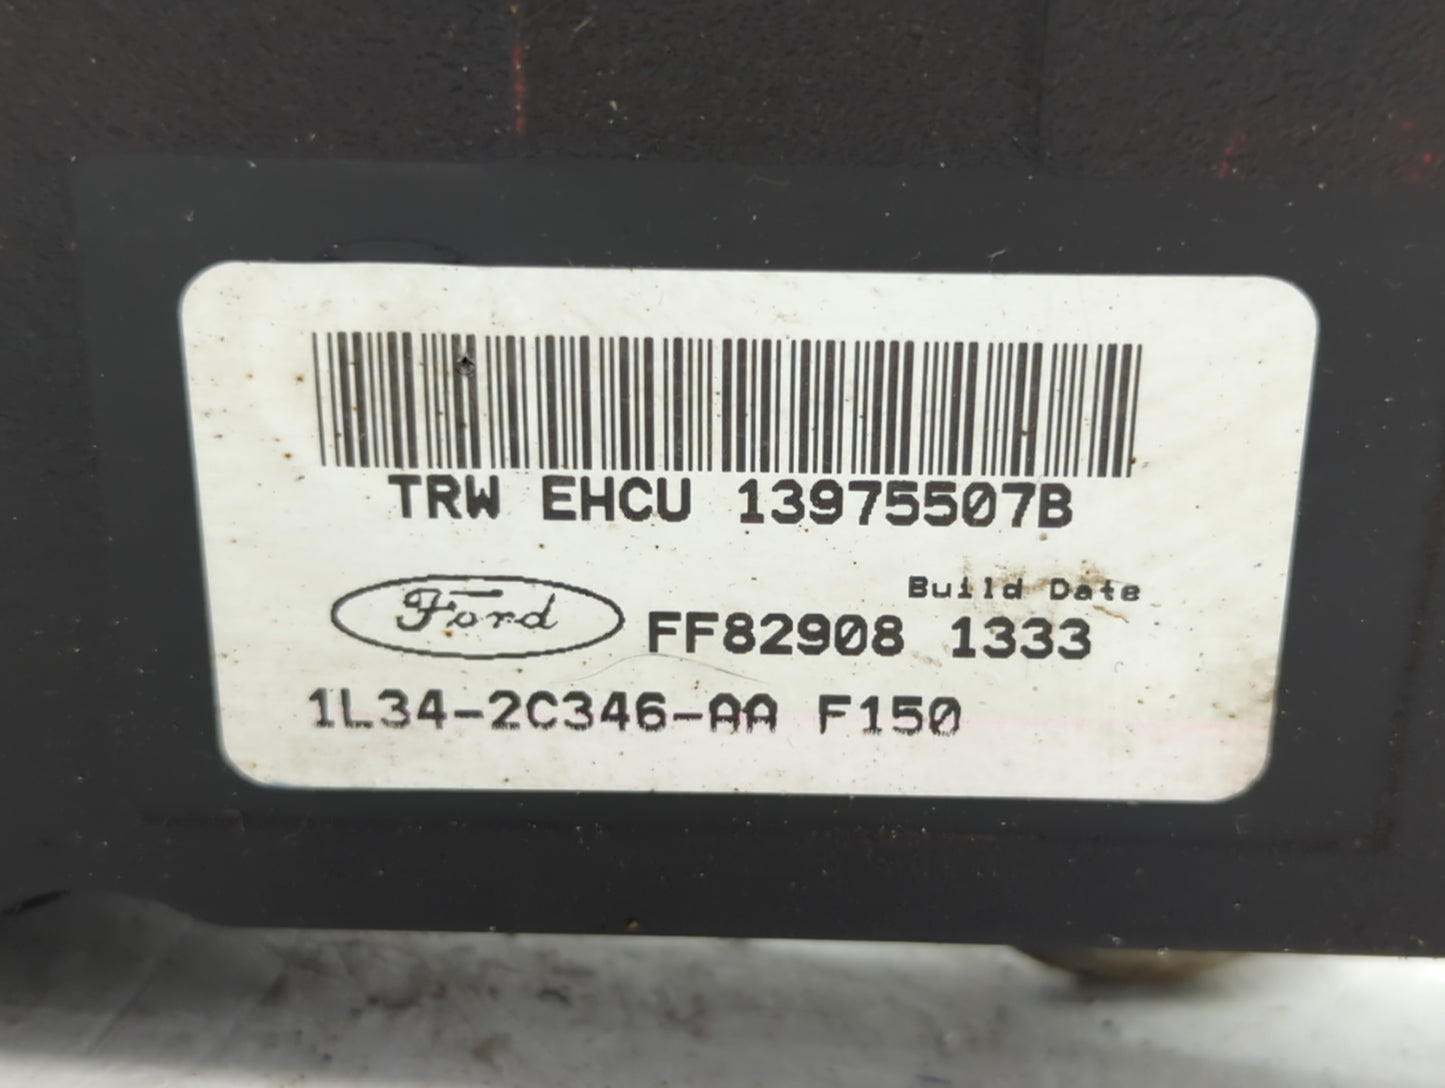 TRW EHCU 13975507B
Build Date
Ford FF82908 1333
1L34-2C346-AA F150